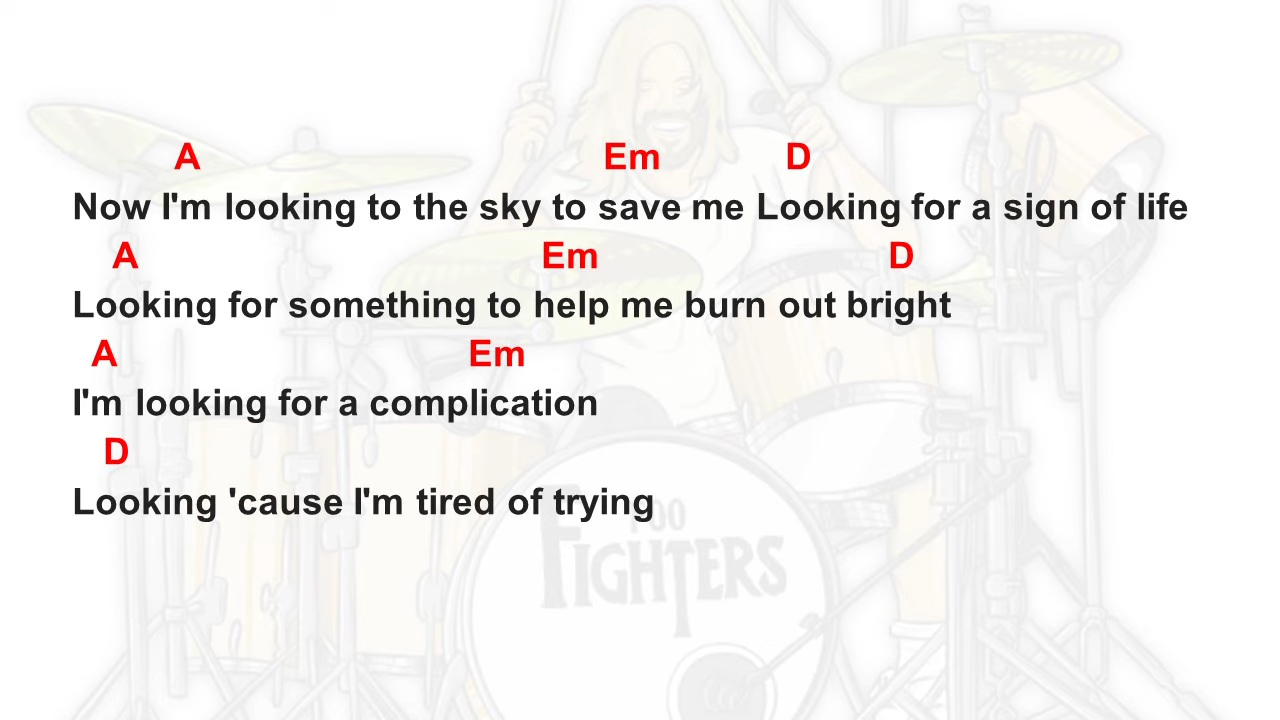 A Em D
Now I'm looking to the sky to save me Looking for a sign of life
A Em D
Looking for something to help me burn out bright
A Em
I'm looking for a complication
D
Looking 'cause I'm tired of trying
FOO
FIGHTERS